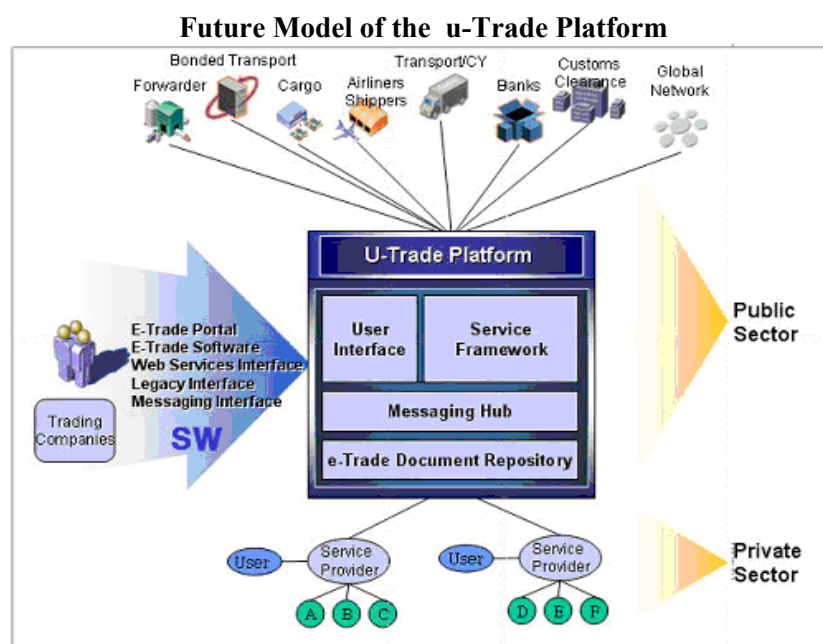 Future Model of the u-Trade Platform
Bonded Transport
Transport/CY
Customs
Clearance
Forwarder
Cargo
Airliners
Shippers
Banks
Global
Network
U-Trade Platform
User
Interface
Service
Framework
Messaging Hub
e-Trade Document Repository
E-Trade Portal
E-Trade Software
Web Services Interface
Legacy Interface
Messaging Interface
SW
Trading
Companies
Public
Sector
User
Service
Provider
A B C
User
Service
Provider
D E F
Private
Sector